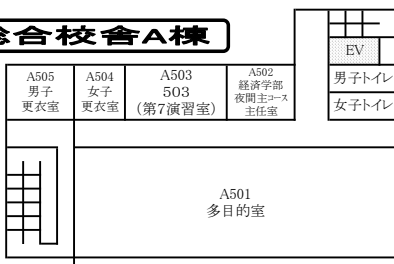 総合校舎A棟
EV
男子トイレ
女子トイレ
A505
男子
更衣室
A504
女子
更衣室
A503
503
(第7演習室)
A502
経済学部
夜間主コース
主任室
A501
多目的室